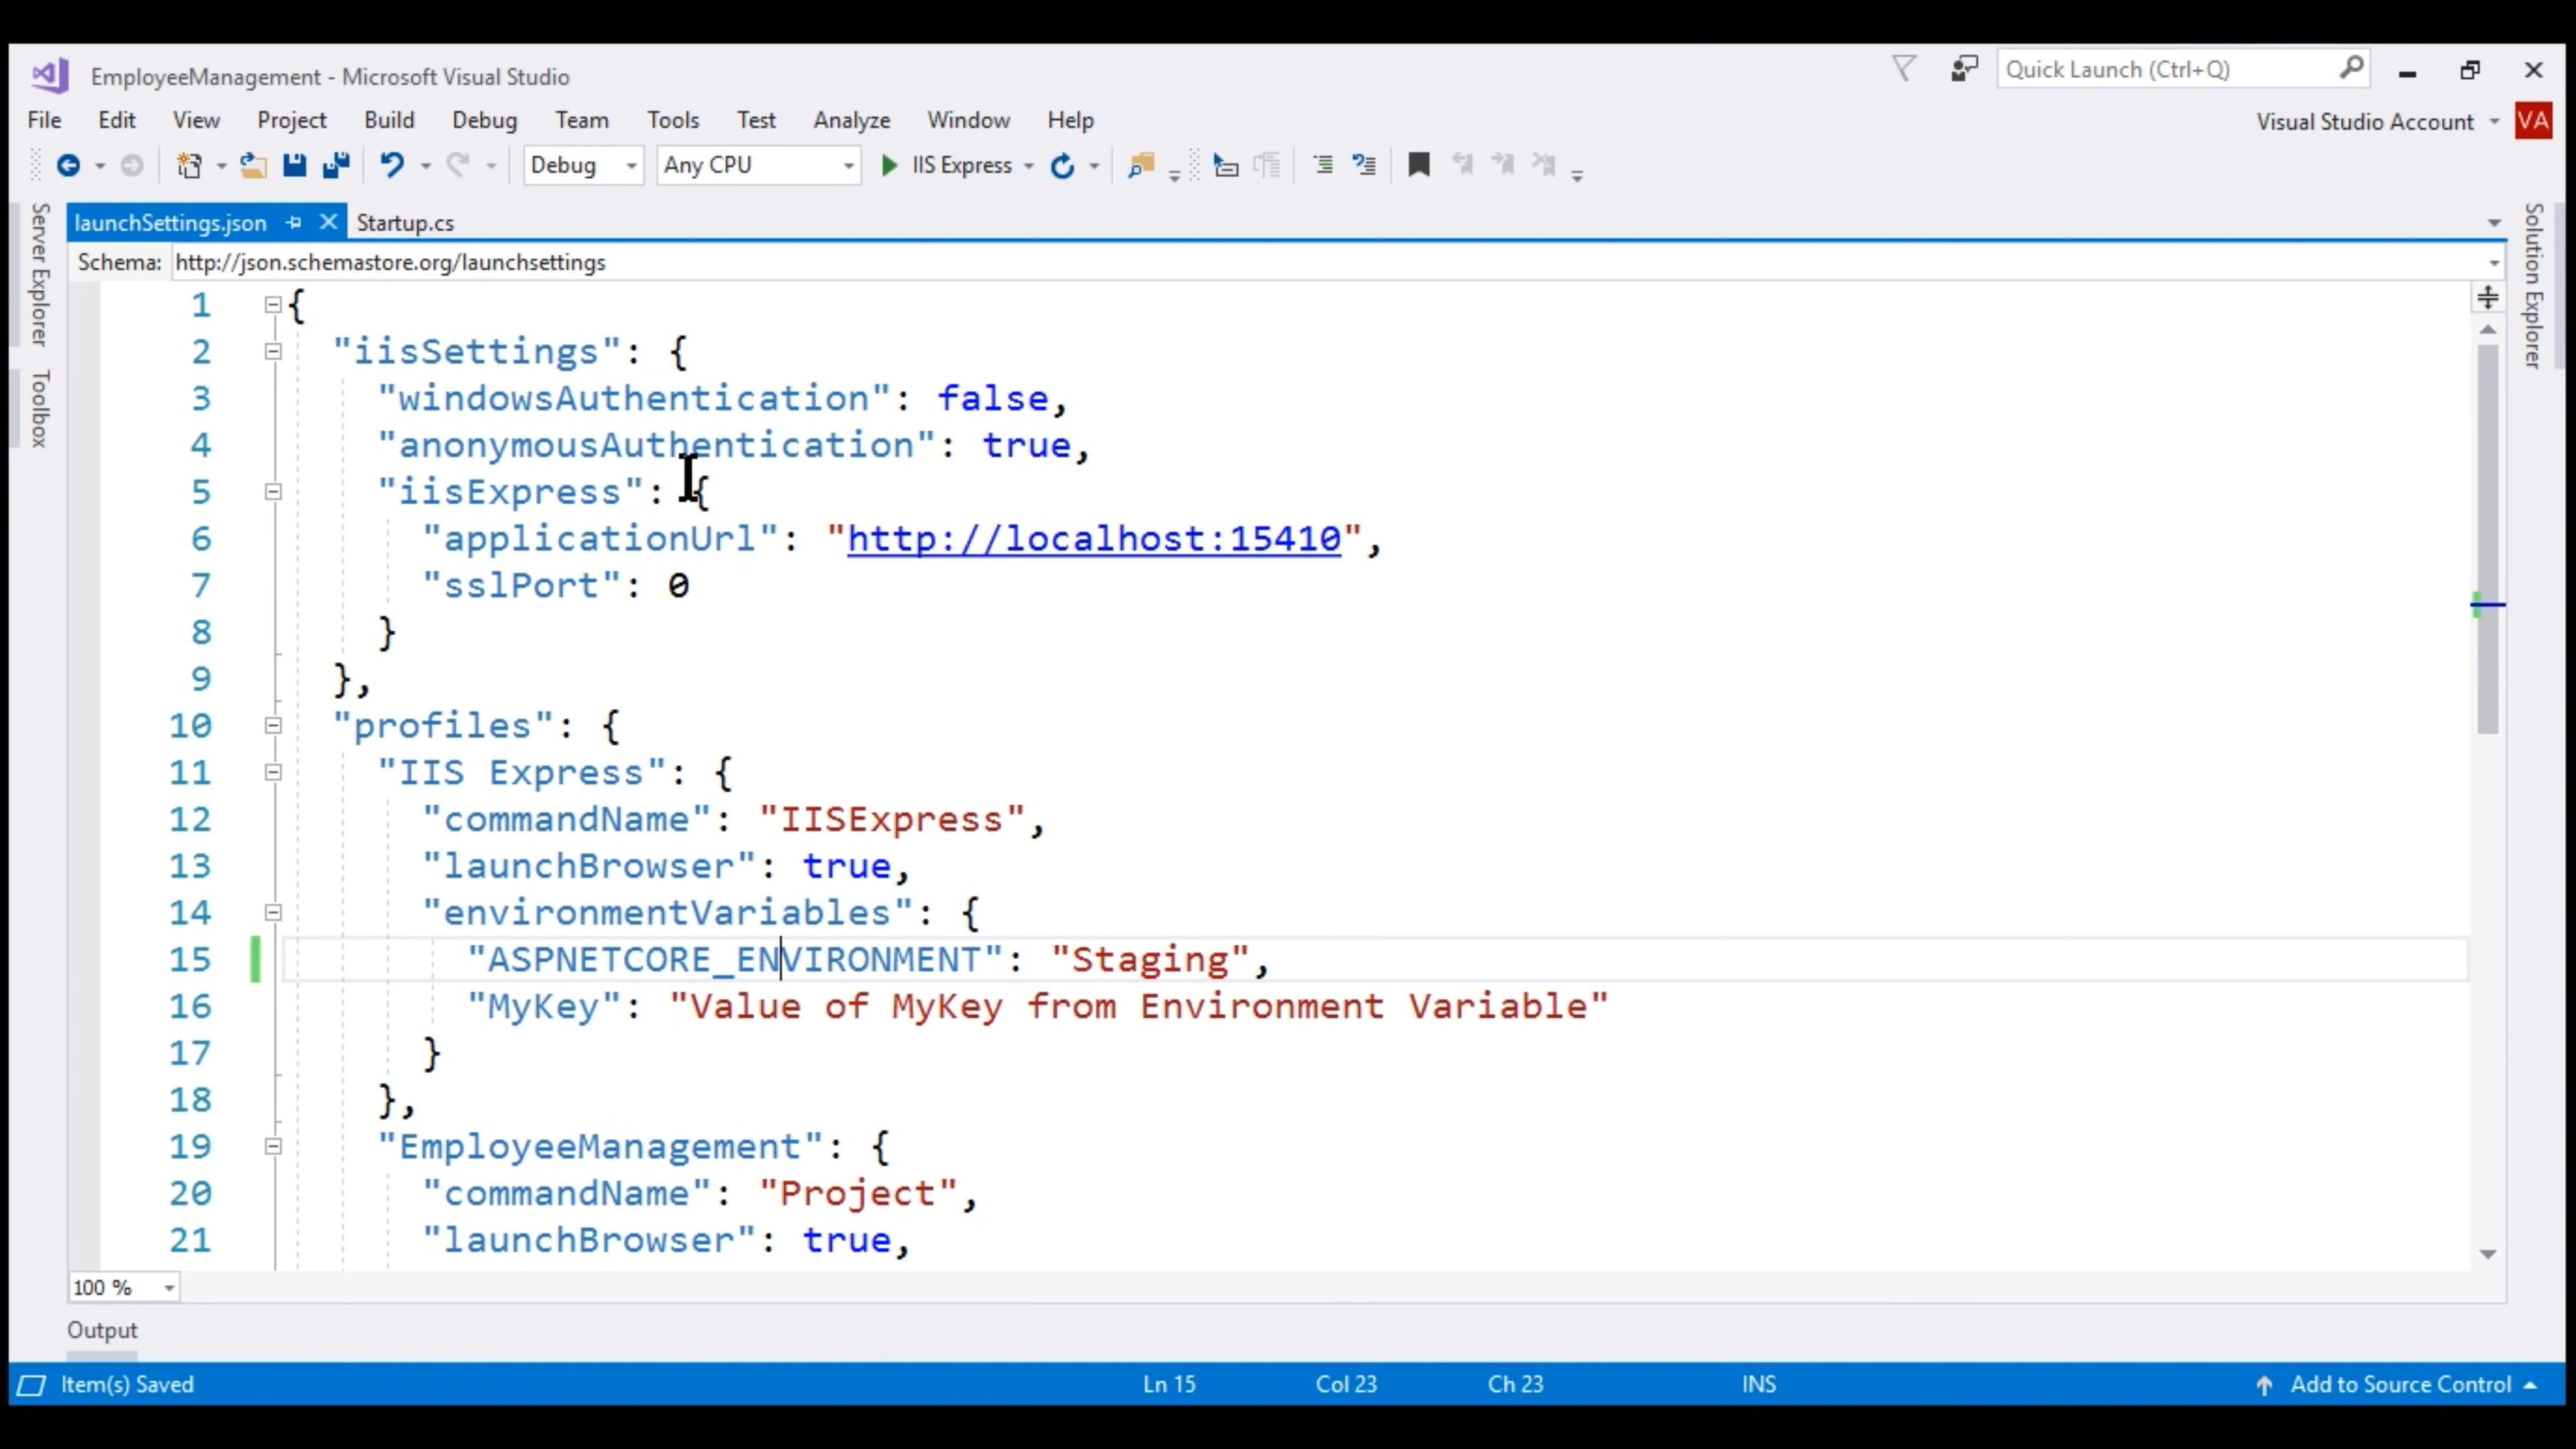 EmployeeManagement - Microsoft Visual Studio
Quick Launch (Ctrl+Q)
File Edit View Project Build Debug Team Tools Test Analyze Window Help
Visual Studio Account VA
Debug Any CPU IIS Express
launchSettings.json Startup.cs
Schema: http://json.schemastore.org/launchsettings
Server Explorer
Toolbox
Solution Explorer
1 {
2 "iisSettings": {
3 "windowsAuthentication": false,
4 "anonymousAuthentication": true,
5 "iisExpress": {
6 "applicationUrl": "http://localhost:15410",
7 "sslPort": 0
8 }
9 },
10 "profiles": {
11 "IIS Express": {
12 "commandName": "IISExpress",
13 "launchBrowser": true,
14 "environmentVariables": {
15 "ASPNETCORE_ENVIRONMENT": "Staging",
16 "MyKey": "Value of MyKey from Environment Variable"
17 }
18 },
19 "EmployeeManagement": {
20 "commandName": "Project",
21 "launchBrowser": true,
100 %
Output
Item(s) Saved Ln 15 Col 23 Ch 23 INS Add to Source Control